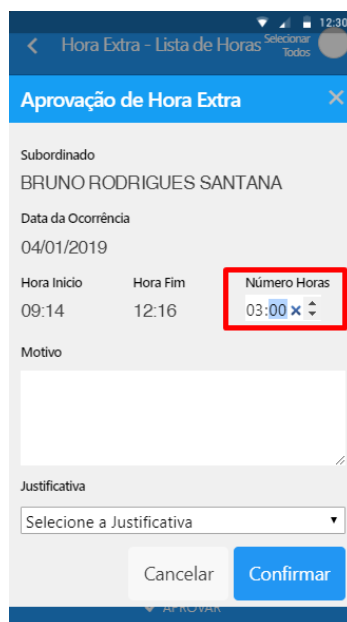 12:30
Hora Extra - Lista de Horas Selecionar
Todos
Aprovação de Hora Extra
Subordinado
BRUNO RODRIGUES SANTANA
Data da Ocorrência
04/01/2019
Hora Inicio Hora Fim Número Horas
09:14 12:16 03:00
Motivo
Justificativa
Selecione a Justificativa
Cancelar Confirmar
APROVAR